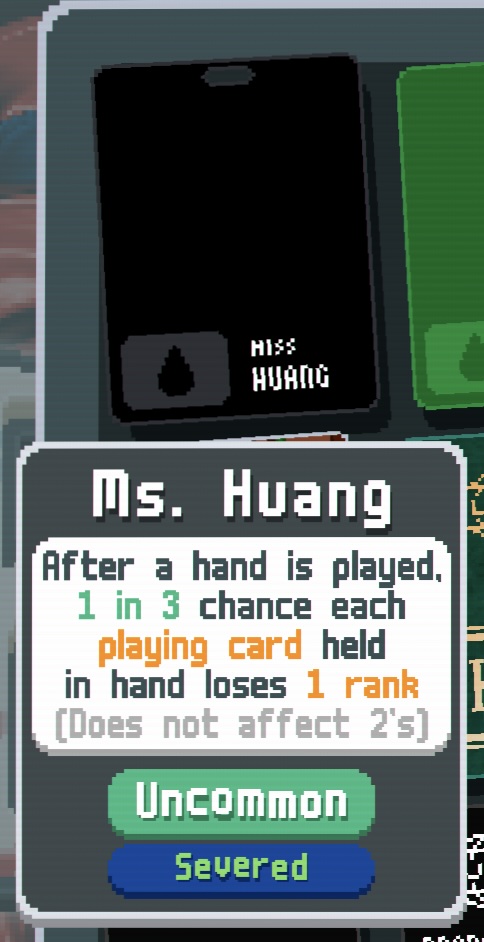 MISS
HUANG
Ms. Huang
After a hand is played,
1 in 3 chance each
playing card held
in hand loses 1 rank
(Does not affect 2's)
Uncommon
Severed